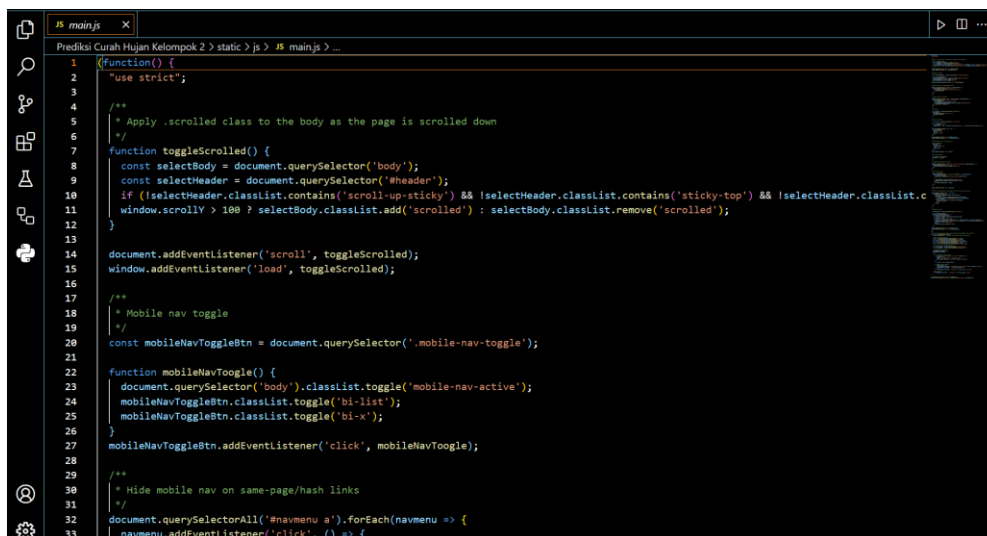 JS main.js ×
Prediksi Curah Hujan Kelompok 2 > static > js > JS main.js > ...
1 (function() {
2 "use strict";
3
4 /**
5 * Apply .scrolled class to the body as the page is scrolled down
6 */
7 function toggleScrolled() {
8 const selectBody = document.querySelector('body');
9 const selectHeader = document.querySelector('#header');
10 if (!selectHeader.classList.contains('scroll-up-sticky') && !selectHeader.classList.contains('sticky-top') && !selectHeader.classList.c
11 window.scrollY > 100 ? selectBody.classList.add('scrolled') : selectBody.classList.remove('scrolled');
12 }
13
14 document.addEventListener('scroll', toggleScrolled);
15 window.addEventListener('load', toggleScrolled);
16
17 /**
18 * Mobile nav toggle
19 */
20 const mobileNavToggleBtn = document.querySelector('.mobile-nav-toggle');
21
22 function mobileNavToogle() {
23 document.querySelector('body').classList.toggle('mobile-nav-active');
24 mobileNavToggleBtn.classList.toggle('bi-list');
25 mobileNavToggleBtn.classList.toggle('bi-x');
26 }
27 mobileNavToggleBtn.addEventListener('click', mobileNavToogle);
28
29 /**
30 * Hide mobile nav on same-page/hash links
31 */
32 document.querySelectorAll('#navmenu a').forEach(navmenu => {
33 navmenu.addEventListener('click', () => {